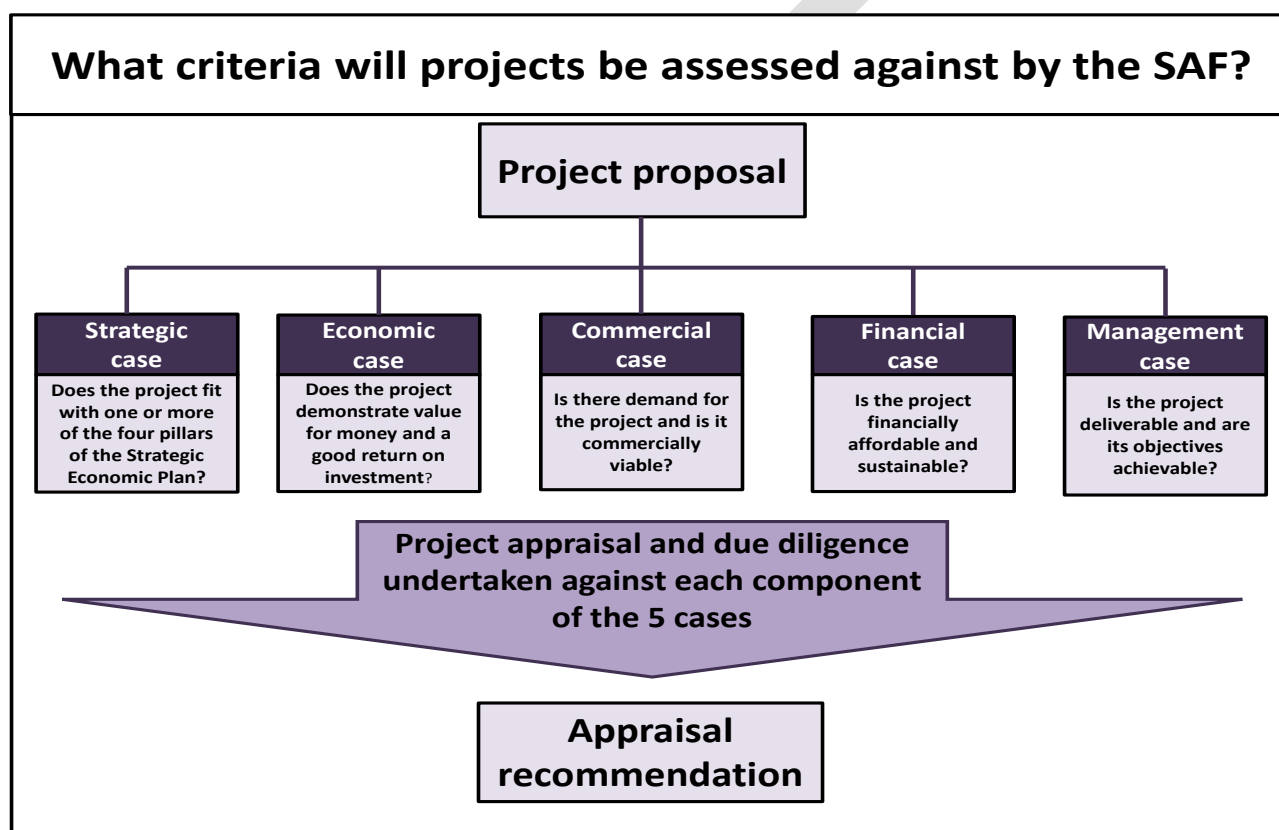 What criteria will projects be assessed against by the SAF?
Project proposal
Strategic
case
Does the project fit
with one or more
of the four pillars
of the Strategic
Economic Plan?
Economic
case
Does the project
demonstrate value
for money and a
good return on
investment?
Commercial
case
Is there demand for
the project and is it
commercially
viable?
Financial
case
Is the project
financially
affordable and
sustainable?
Management
case
Is the project
deliverable and are
its objectives
achievable?
Project appraisal and due diligence
undertaken against each component
of the 5 cases
Appraisal
recommendation